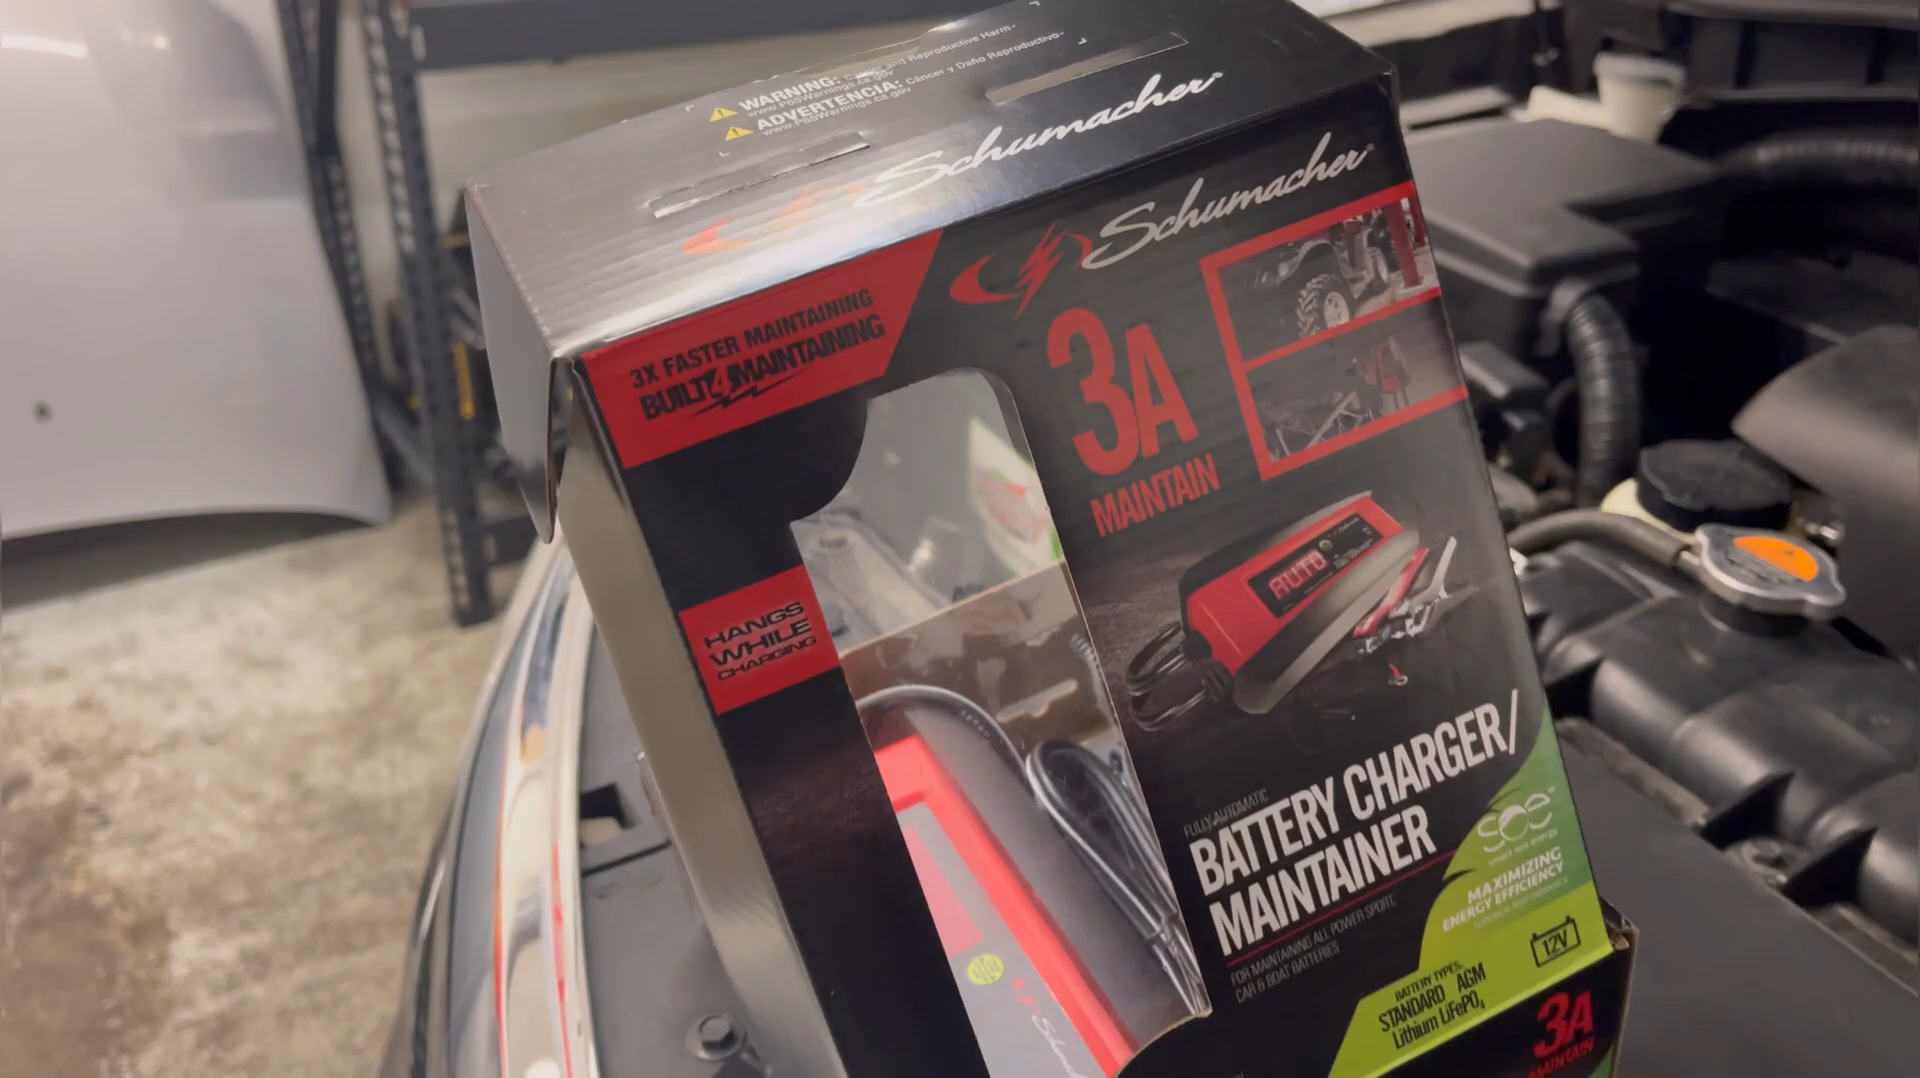 WARNING: Cancer and Reproductive Harm-
www.P65Warnings.ca.gov
ADVERTENCIA: Cáncer y Daño Reproductivo-
www.P65Warnings.ca.gov
Schumacher
Schumacher
3X FASTER MAINTAINING
BUILT4MAINTAINING
3A
MAINTAIN
HANGS
WHILE
CHARGING
AUTO
FULLY-AUTOMATIC
BATTERY CHARGER/
MAINTAINER
FOR MAINTAINING ALL POWER SPORT,
CAR & BOAT BATTERIES
see
smart eco energy
MAXIMIZING
ENERGY EFFICIENCY
12V
BATTERY TYPES:
STANDARD AGM
Lithium LiFePO4
3A
MAINTAIN